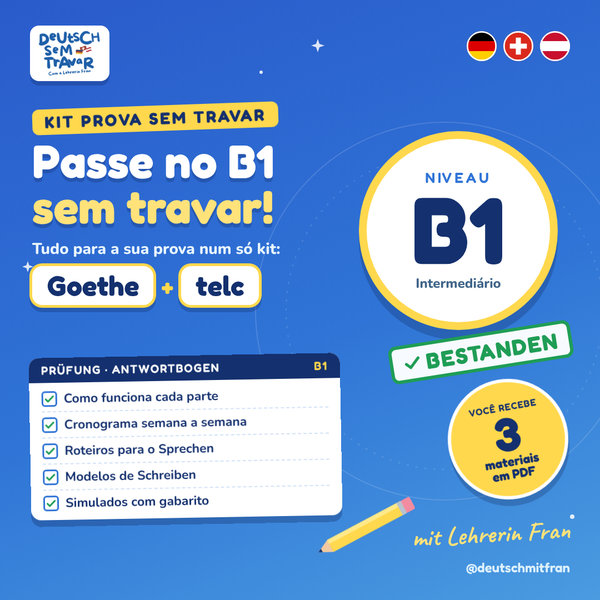 DEUTSCH
SEM
TRAVAR
Com a Lehrerin Fran
KIT PROVA SEM TRAVAR
Passe no B1
sem travar!
Tudo para a sua prova num só kit:
Goethe + telc
NIVEAU
B1
Intermediário
BESTANDEN
PRÜFUNG · ANTWORTBOGEN B1
Como funciona cada parte
Cronograma semana a semana
Roteiros para o Sprechen
Modelos de Schreiben
Simulados com gabarito
VOCÊ RECEBE
3
materiais
em PDF
mit Lehrerin Fran
@deutschmitfran